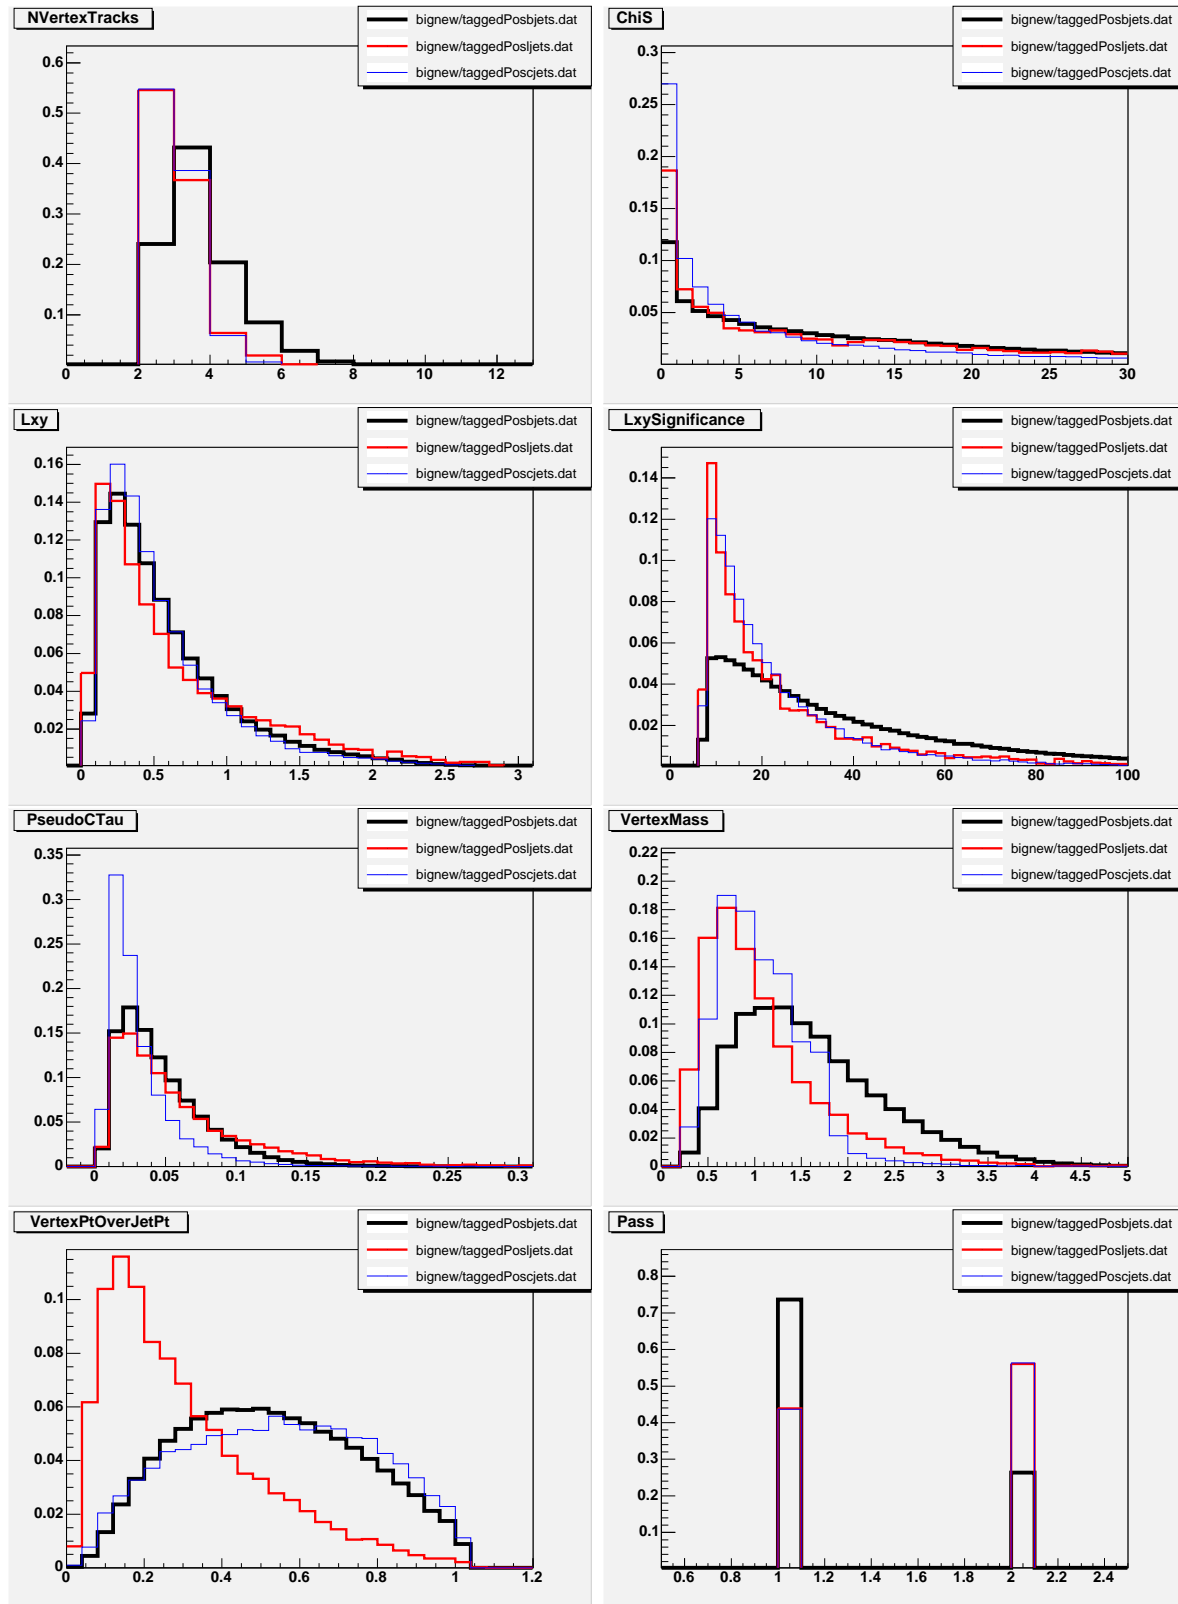 NVertexTracks
bignew/taggedPosbjets.dat
bignew/taggedPosljets.dat
bignew/taggedPoscjets.dat
0.6
0.5
0.4
0.3
0.2
0.1
0 2 4 6 8 10 12
ChiS
bignew/taggedPosbjets.dat
bignew/taggedPosljets.dat
bignew/taggedPoscjets.dat
0.3
0.25
0.2
0.15
0.1
0.05
0 5 10 15 20 25 30
Lxy
bignew/taggedPosbjets.dat
bignew/taggedPosljets.dat
bignew/taggedPoscjets.dat
0.16
0.14
0.12
0.1
0.08
0.06
0.04
0.02
0 0.5 1 1.5 2 2.5 3
LxySignificance
bignew/taggedPosbjets.dat
bignew/taggedPosljets.dat
bignew/taggedPoscjets.dat
0.14
0.12
0.1
0.08
0.06
0.04
0.02
0 20 40 60 80 100
PseudoCTau
bignew/taggedPosbjets.dat
bignew/taggedPosljets.dat
bignew/taggedPoscjets.dat
0.35
0.3
0.25
0.2
0.15
0.1
0.05
0
0 0.05 0.1 0.15 0.2 0.25 0.3
VertexMass
bignew/taggedPosbjets.dat
bignew/taggedPosljets.dat
bignew/taggedPoscjets.dat
0.22
0.2
0.18
0.16
0.14
0.12
0.1
0.08
0.06
0.04
0.02
0
0 0.5 1 1.5 2 2.5 3 3.5 4 4.5 5
VertexPtOverJetPt
bignew/taggedPosbjets.dat
bignew/taggedPosljets.dat
bignew/taggedPoscjets.dat
0.1
0.08
0.06
0.04
0.02
0
0 0.2 0.4 0.6 0.8 1 1.2
Pass
bignew/taggedPosbjets.dat
bignew/taggedPosljets.dat
bignew/taggedPoscjets.dat
0.8
0.7
0.6
0.5
0.4
0.3
0.2
0.1
0.6 0.8 1 1.2 1.4 1.6 1.8 2 2.2 2.4